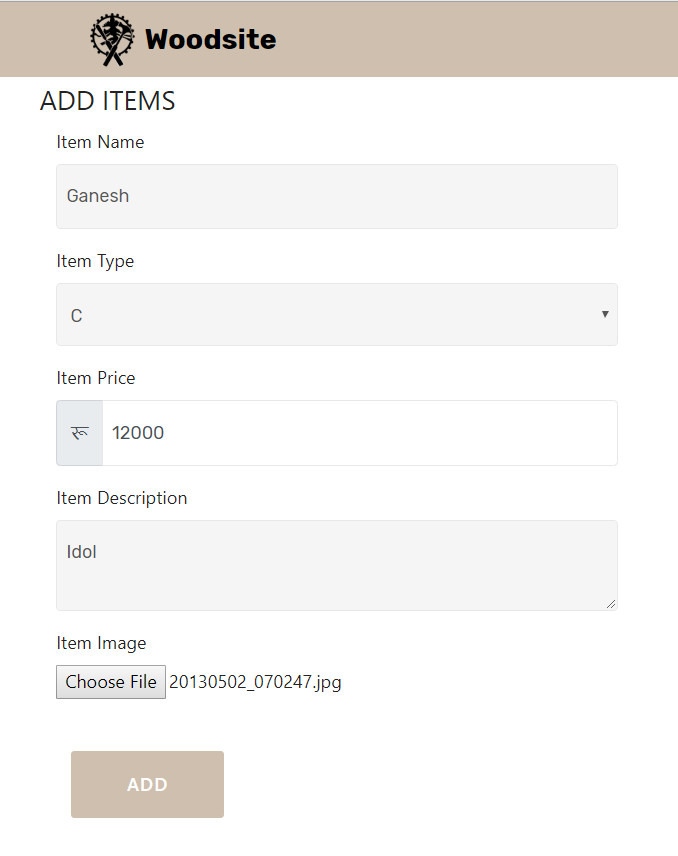 Woodsite
ADD ITEMS
Item Name
Ganesh
Item Type
C
Item Price
रू 12000
Item Description
Idol
Item Image
Choose File 20130502_070247.jpg
ADD